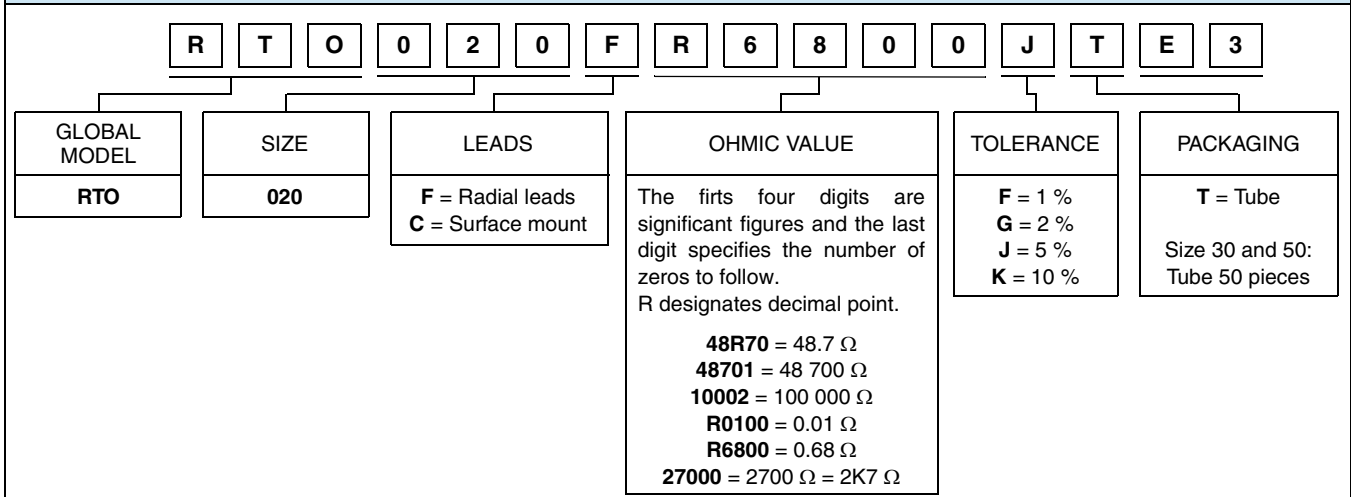 R T O 0 2 0 F R 6 8 0 0 J T E 3
GLOBAL
MODEL
RTO
SIZE
020
LEADS
F = Radial leads
C = Surface mount
OHMIC VALUE
The firts four digits are
significant figures and the last
digit specifies the number of
zeros to follow.
R designates decimal point.
48R70 = 48.7 Ω
48701 = 48 700 Ω
10002 = 100 000 Ω
R0100 = 0.01 Ω
R6800 = 0.68 Ω
27000 = 2700 Ω = 2K7 Ω
TOLERANCE
F = 1 %
G = 2 %
J = 5 %
K = 10 %
PACKAGING
T = Tube
Size 30 and 50:
Tube 50 pieces